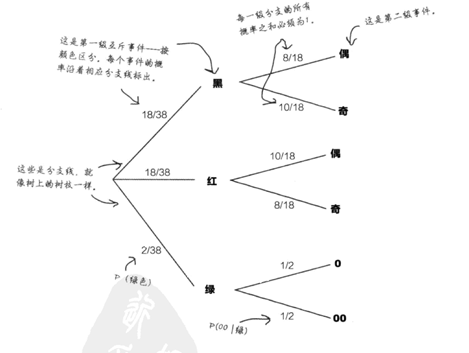 这是第一级互斥事件——按
颜色区分。每个事件的概
率沿着相应分支线标出。
每一级分支的所有
概率之和必须为1。
这是第二级事件。
8/18
偶
黑
10/18
奇
18/38
这些是分支线,就
像树上的树枝一样。
18/38
红
10/18
偶
8/18
奇
2/38
P(绿色)
绿
1/2
0
1/2
00
P(00|绿)